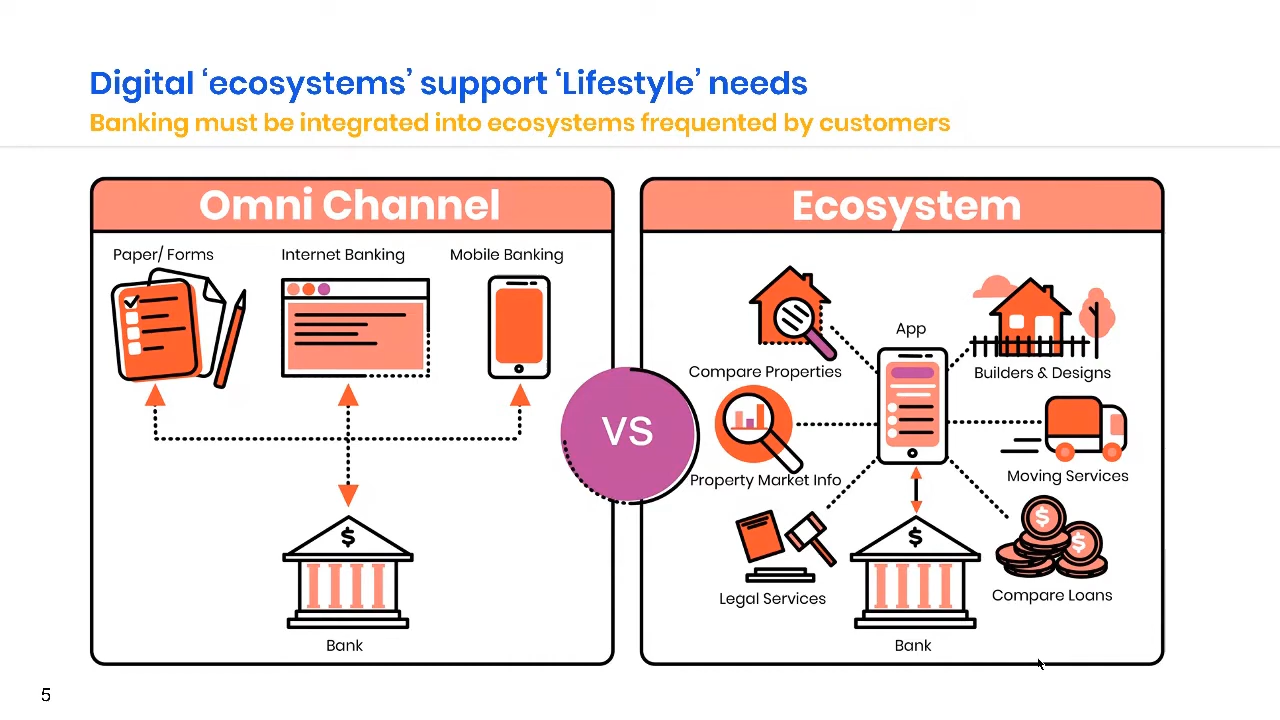 Digital ‘ecosystems’ support ‘Lifestyle’ needs
Banking must be integrated into ecosystems frequented by customers
Omni Channel
Paper/ Forms
Internet Banking
Mobile Banking
$
Bank
VS
Ecosystem
App
Compare Properties
Builders & Designs
Property Market Info
Moving Services
$
$
Legal Services
$
Compare Loans
Bank
5